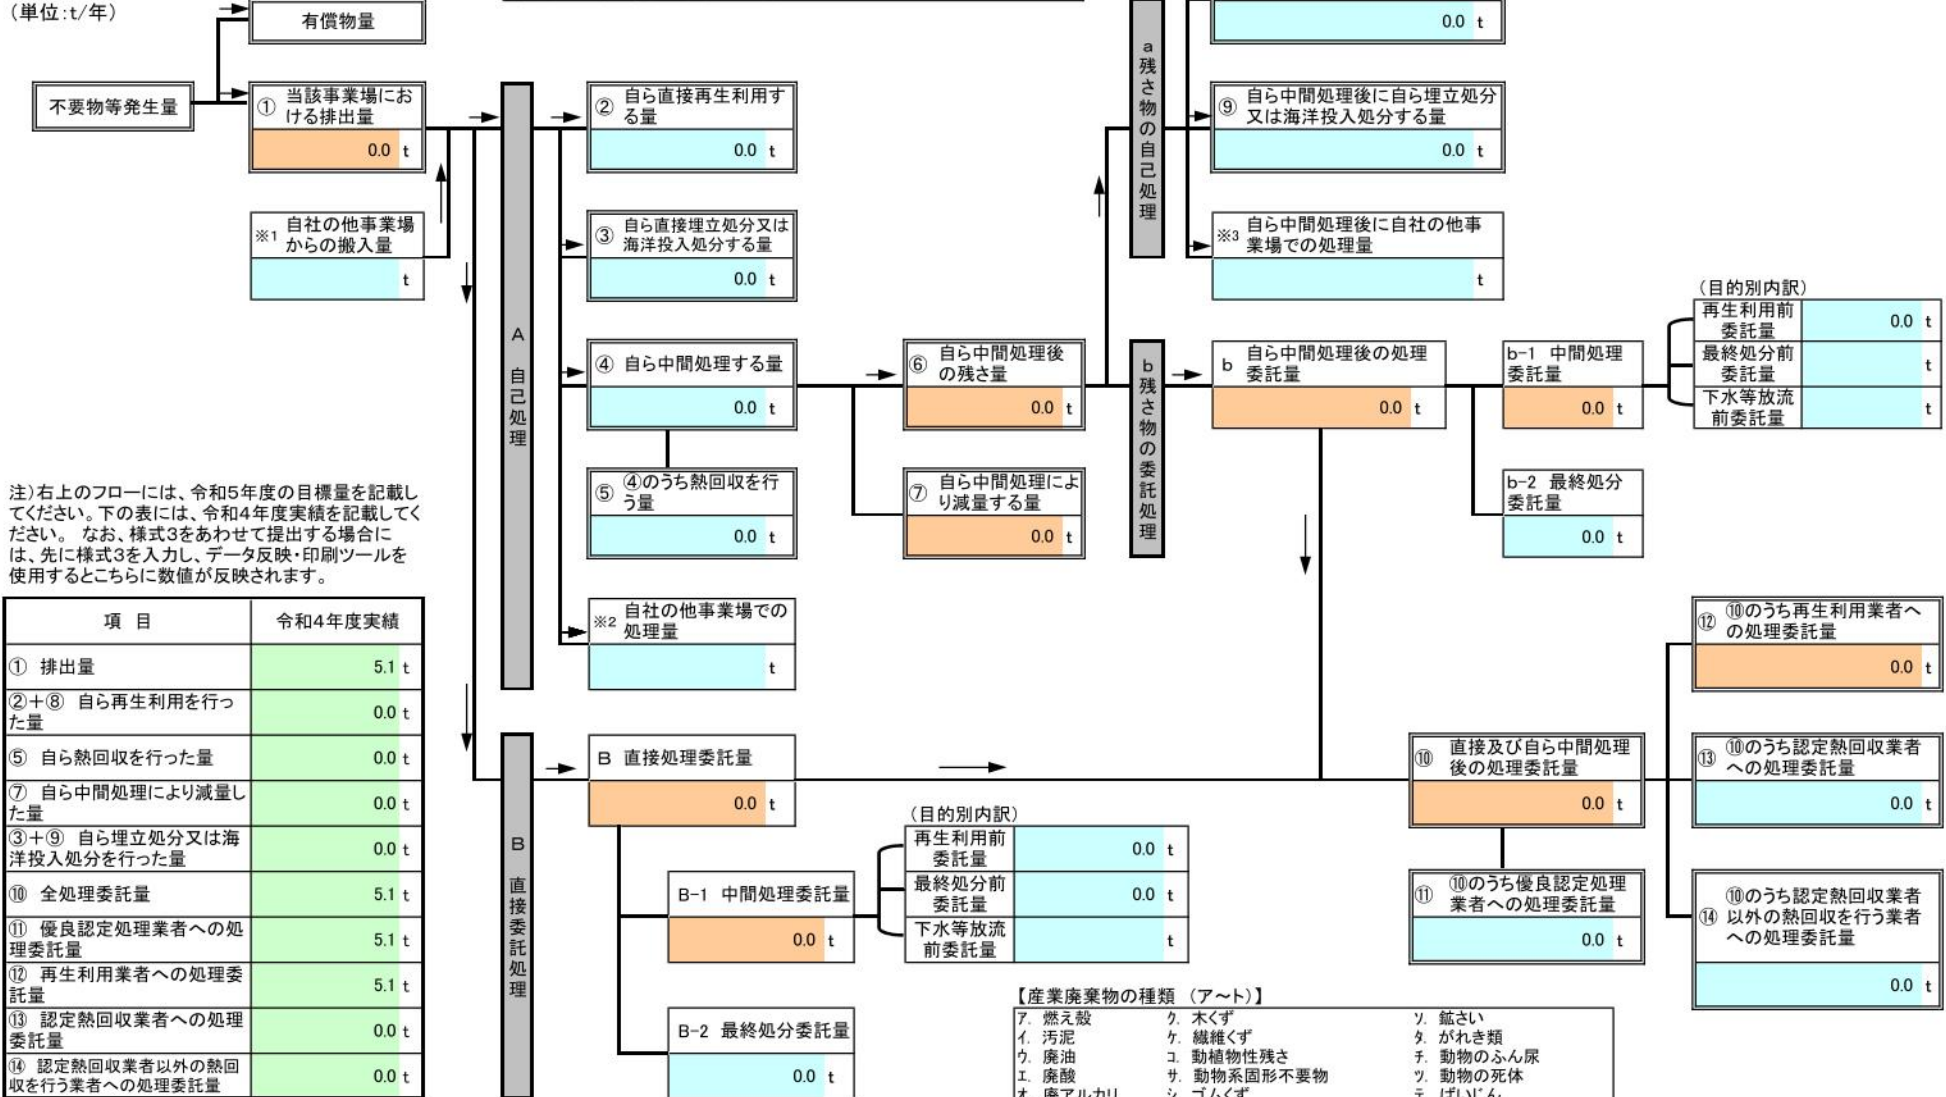 (単位:t/年)
有償物量
0.0 t
不要物等発生量
① 当該事業場にお
ける排出量
0.0 t
※1 自社の他事業場
からの搬入量
t
A 自己処理
② 自ら直接再生利用す
る量
0.0 t
③ 自ら直接埋立処分又は
海洋投入処分する量
0.0 t
④ 自ら中間処理する量
0.0 t
⑤ ④のうち熱回収を行
う量
0.0 t
※2 自社の他事業場での
処理量
t
⑥ 自ら中間処理後
の残さ量
0.0 t
⑦ 自ら中間処理によ
り減量する量
0.0 t
a 残さ物の自己処理
⑨ 自ら中間処理後に自ら埋立処分
又は海洋投入処分する量
0.0 t
※3 自ら中間処理後に自社の他事
業場での処理量
t
b 残さ物の委託処理
b 自ら中間処理後の処理
委託量
0.0 t
b-1 中間処理
委託量
0.0 t
b-2 最終処分
委託量
0.0 t
(目的別内訳)
再生利用前
委託量
0.0 t
最終処分前
委託量
t
下水等放流
前委託量
t
注)右上のフローには、令和5年度の目標量を記載し
てください。下の表には、令和4年度実績を記載してく
ださい。 なお、様式3をあわせて提出する場合に
は、先に様式3を入力し、データ反映・印刷ツールを
使用するとこちらに数値が反映されます。
項 目 令和4年度実績
① 排出量 5.1 t
②+⑧ 自ら再生利用を行っ
た量
0.0 t
⑤ 自ら熱回収を行った量 0.0 t
⑦ 自ら中間処理により減量し
た量
0.0 t
③+⑨ 自ら埋立処分又は海
洋投入処分を行った量
0.0 t
⑩ 全処理委託量 5.1 t
⑪ 優良認定処理業者への処
理委託量
5.1 t
⑫ 再生利用業者への処理委
託量
5.1 t
⑬ 認定熱回収業者への処理
委託量
0.0 t
⑭ 認定熱回収業者以外の熱回
収を行う業者への処理委託量
0.0 t
B 直接委託処理
B 直接処理委託量
0.0 t
B-1 中間処理委託量
0.0 t
B-2 最終処分委託量
0.0 t
(目的別内訳)
再生利用前
委託量
0.0 t
最終処分前
委託量
0.0 t
下水等放流
前委託量
t
⑩ 直接及び自ら中間処理
後の処理委託量
0.0 t
⑪ ⑩のうち優良認定処理
業者への処理委託量
0.0 t
⑫ ⑩のうち再生利用業者へ
の処理委託量
0.0 t
⑬ ⑩のうち認定熱回収業者
への処理委託量
0.0 t
⑭ ⑩のうち認定熱回収業者
以外の熱回収を行う業者
への処理委託量
0.0 t
【産業廃棄物の種類 (ア~ト)】
ア. 燃え殻 ク. 木くず ソ. 鉱さい
イ. 汚泥 ケ. 繊維くず タ. がれき類
ウ. 廃油 コ. 動植物性残さ チ. 動物のふん尿
エ. 廃酸 サ. 動物系固形不要物 ツ. 動物の死体
オ. 廃アルカリ シ. ゴムくず テ. ばいじん